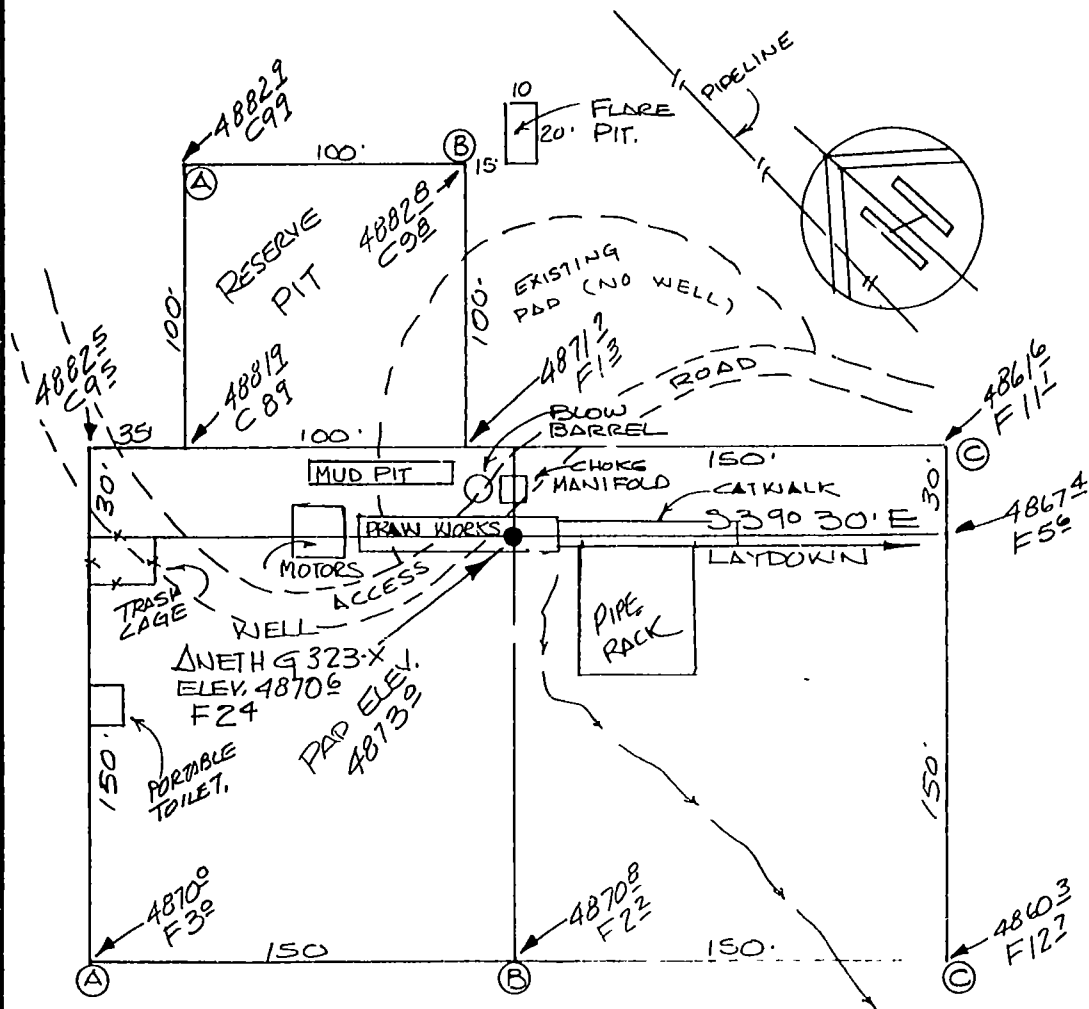 48829
C99
100'
10
FLARE
PIT.
20'
15'
PIPELINE
A
B
RESERVE
PIT
48828
C98
100'
100'
EXISTING
PAD (NO WELL)
48825
C95
48819
C89
48713
F13
ROAD
48616
F111
35'
100'
BLOW
BARREL
150'
C
MUD PIT
CHOKE
MANIFOLD
CATWALK
30'
30'
DRAW WORKS
S39° 30' E
48674
F56
LAYDOWN
MOTORS
ACCESS
TRASH
CAGE
PIPE
RACK
WELL
ANETH G 323-X
ELEV. 48706
F24
PAD ELEV.
48730
PORTABLE
TOILET.
150'
150'
48700
F30
48708
F22
48603
F127
150
150'
A
B
C